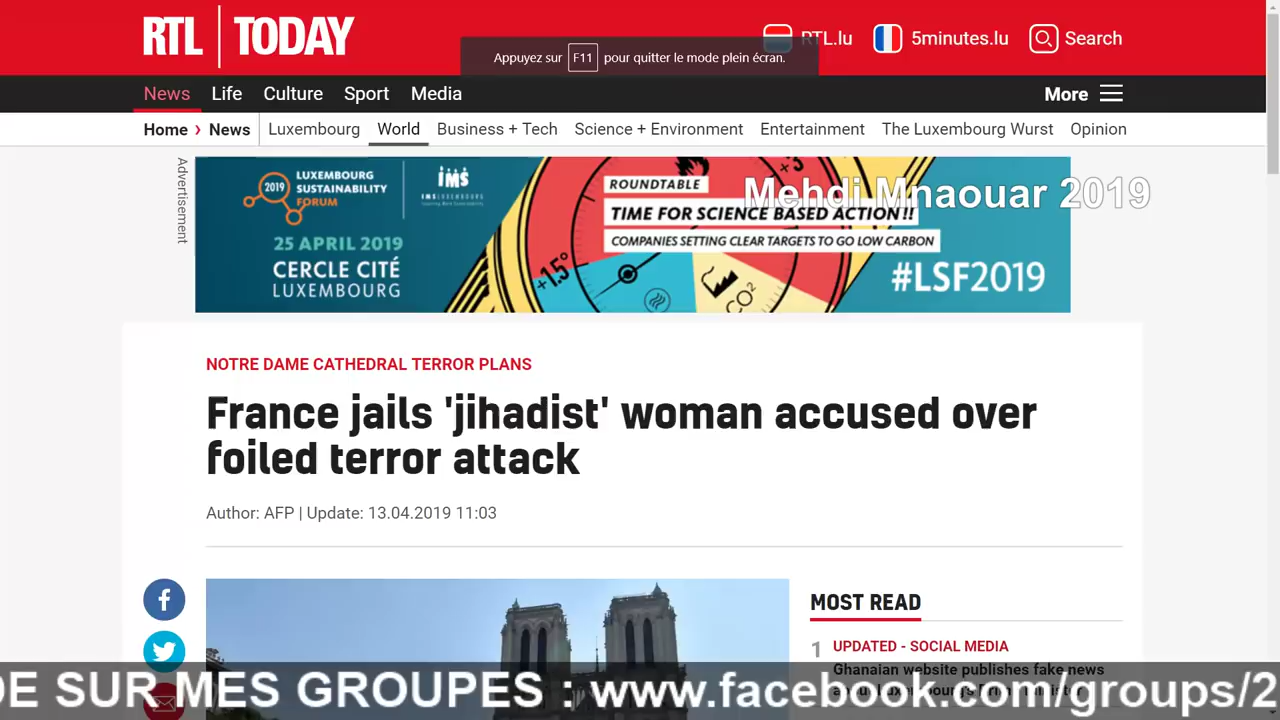 RTL TODAY
RTL.lu
5minutes.lu
Search
Appuyez sur F11 pour quitter le mode plein écran.
News Life Culture Sport Media
More
Home › News Luxembourg World Business + Tech Science + Environment Entertainment The Luxembourg Wurst Opinion
Advertisement
2019
LUXEMBOURG
SUSTAINABILITY
FORUM
IMS
25 APRIL 2019
CERCLE CITÉ
LUXEMBOURG
ROUNDTABLE
TIME FOR SCIENCE BASED ACTION!!
COMPANIES SETTING CLEAR TARGETS TO GO LOW CARBON
+1.5°
+3°
CO2
#LSF2019
Mehdi Mnaouar 2019
NOTRE DAME CATHEDRAL TERROR PLANS
France jails 'jihadist' woman accused over
foiled terror attack
Author: AFP | Update: 13.04.2019 11:03
MOST READ
1 UPDATED - SOCIAL MEDIA
Ghanaian website publishes fake news
DE SUR MES GROUPES : www.facebook.com/groups/2